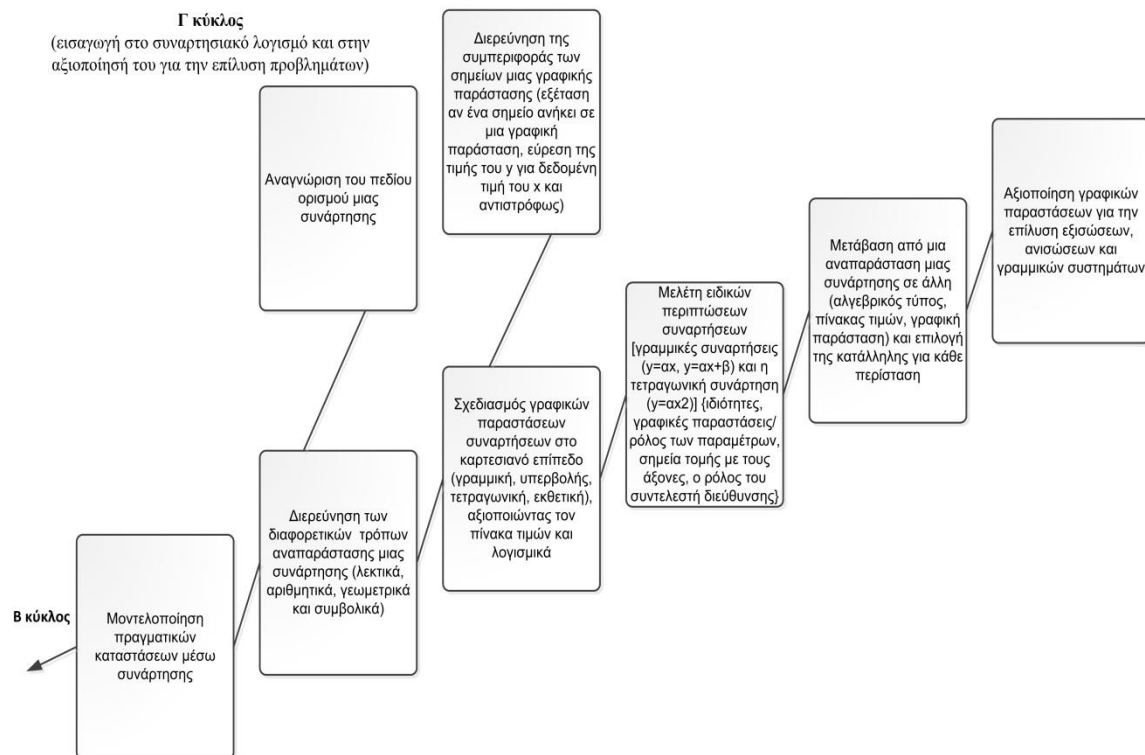 Γ κύκλος
(εισαγωγή στο συναρτησιακό λογισμό και στην
αξιοποίησή του για την επίλυση προβλημάτων)
Διερεύνηση της
συμπεριφοράς των
σημείων μιας γραφικής
παράστασης (εξέταση
αν ένα σημείο ανήκει σε
μια γραφική
παράσταση, εύρεση της
τιμής του y για δεδομένη
τιμή του x και
αντιστρόφως)
Αναγνώριση του πεδίου
ορισμού μιας
συνάρτησης
Αξιοποίηση γραφικών
παραστάσεων για την
επίλυση εξισώσεων,
ανισώσεων και
γραμμικών συστημάτων
Μετάβαση από μια
αναπαράσταση μιας
συνάρτησης σε άλλη
(αλγεβρικός τύπος,
πίνακας τιμών, γραφική
παράσταση) και επιλογή
της κατάλληλης για κάθε
περίσταση
Μελέτη ειδικών
περιπτώσεων
συναρτήσεων
[γραμμικές συναρτήσεις
(y=αx, y=αx+β) και η
τετραγωνική συνάρτηση
(y=αx2)] {ιδιότητες,
γραφικές παραστάσεις/
ρόλος των παραμέτρων,
σημεία τομής με τους
άξονες, ο ρόλος του
συντελεστή διεύθυνσης}
Σχεδιασμός γραφικών
παραστάσεων
συναρτήσεων στο
καρτεσιανό επίπεδο
(γραμμική, υπερβολής,
τετραγωνική, εκθετική),
αξιοποιώντας τον
πίνακα τιμών και
λογισμικά
Διερεύνηση των
διαφορετικών τρόπων
αναπαράστασης μιας
συνάρτησης (λεκτικά,
αριθμητικά, γεωμετρικά
και συμβολικά)
Β κύκλος
Μοντελοποίηση
πραγματικών
καταστάσεων μέσω
συνάρτησης